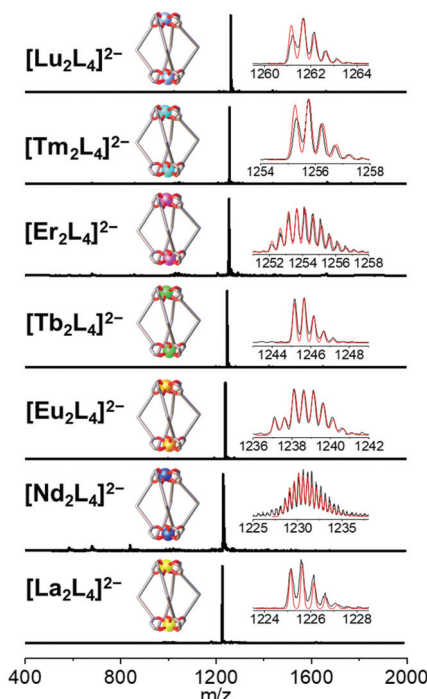 [Lu₂L₄]²⁻
1260 1262 1264
[Tm₂L₄]²⁻
1254 1256 1258
[Er₂L₄]²⁻
1252 1254 1256 1258
[Tb₂L₄]²⁻
1244 1246 1248
[Eu₂L₄]²⁻
1236 1238 1240 1242
[Nd₂L₄]²⁻
1225 1230 1235
[La₂L₄]²⁻
1224 1226 1228
400 800 1200 1600 2000
m/z